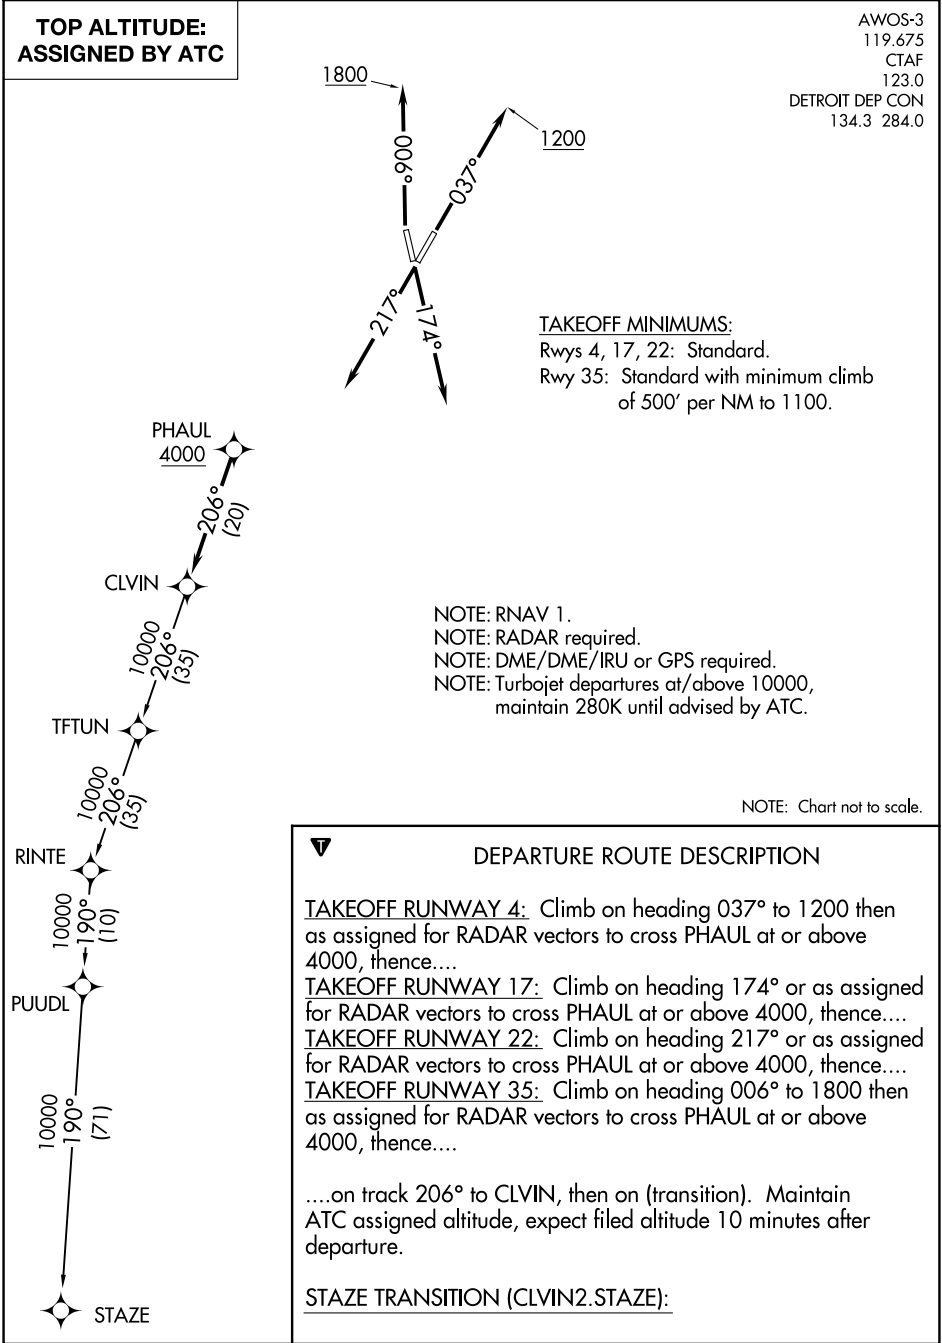 TOP ALTITUDE:
ASSIGNED BY ATC
AWOS-3
119.675
CTAF
123.0
DETROIT DEP CON
134.3 284.0
1800
1200
006°
037°
217°
174°
TAKEOFF MINIMUMS:
Rwys 4, 17, 22: Standard.
Rwy 35: Standard with minimum climb
of 500' per NM to 1100.
PHAUL
4000
206°
(20)
CLVIN
10000
206°
(35)
NOTE: RNAV 1.
NOTE: RADAR required.
NOTE: DME/DME/IRU or GPS required.
NOTE: Turbojet departures at/above 10000,
maintain 280K until advised by ATC.
TFTUN
10000
206°
(35)
NOTE: Chart not to scale.
RINTE
10000
190°
(10)
PUUDL
10000
190°
(71)
STAZE
T
DEPARTURE ROUTE DESCRIPTION
TAKEOFF RUNWAY 4: Climb on heading 037° to 1200 then
as assigned for RADAR vectors to cross PHAUL at or above
4000, thence....
TAKEOFF RUNWAY 17: Climb on heading 174° or as assigned
for RADAR vectors to cross PHAUL at or above 4000, thence....
TAKEOFF RUNWAY 22: Climb on heading 217° or as assigned
for RADAR vectors to cross PHAUL at or above 4000, thence....
TAKEOFF RUNWAY 35: Climb on heading 006° to 1800 then
as assigned for RADAR vectors to cross PHAUL at or above
4000, thence....
....on track 206° to CLVIN, then on (transition). Maintain
ATC assigned altitude, expect filed altitude 10 minutes after
departure.
STAZE TRANSITION (CLVIN2.STAZE):